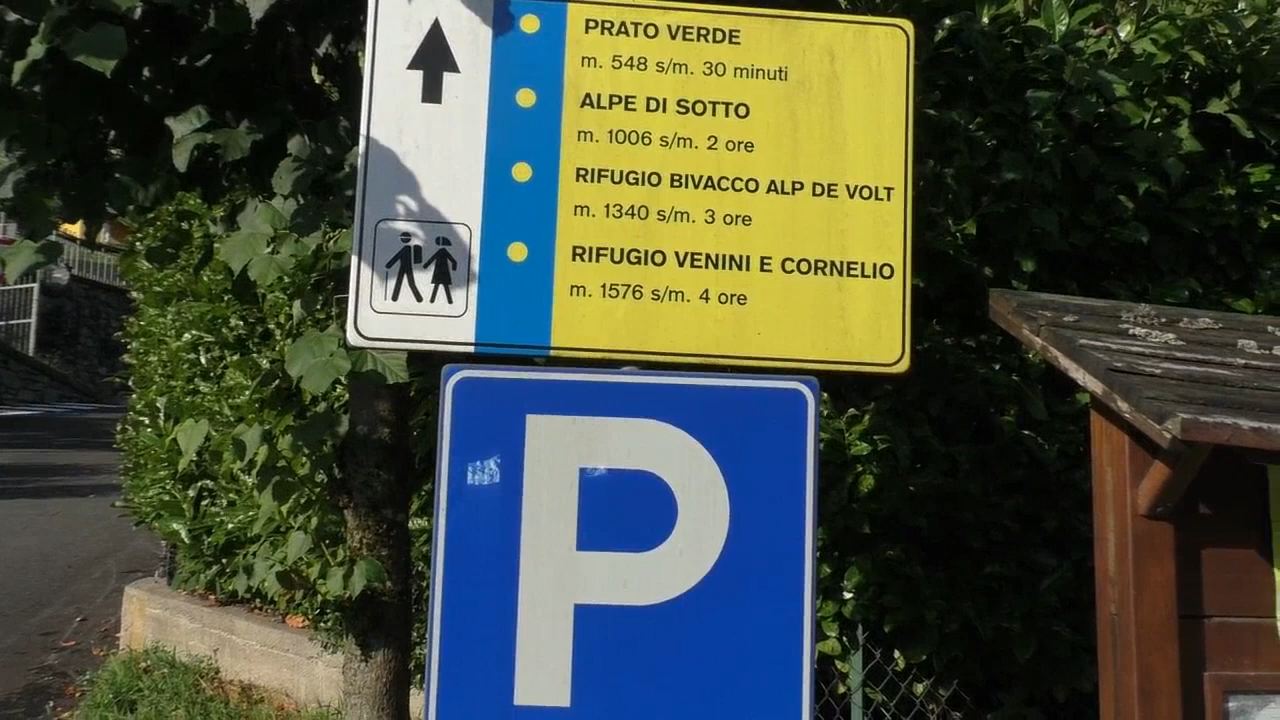 PRATO VERDE
m. 548 s/m. 30 minuti
ALPE DI SOTTO
m. 1006 s/m. 2 ore
RIFUGIO BIVACCO ALP DE VOLT
m. 1340 s/m. 3 ore
RIFUGIO VENINI E CORNELIO
m. 1576 s/m. 4 ore
P